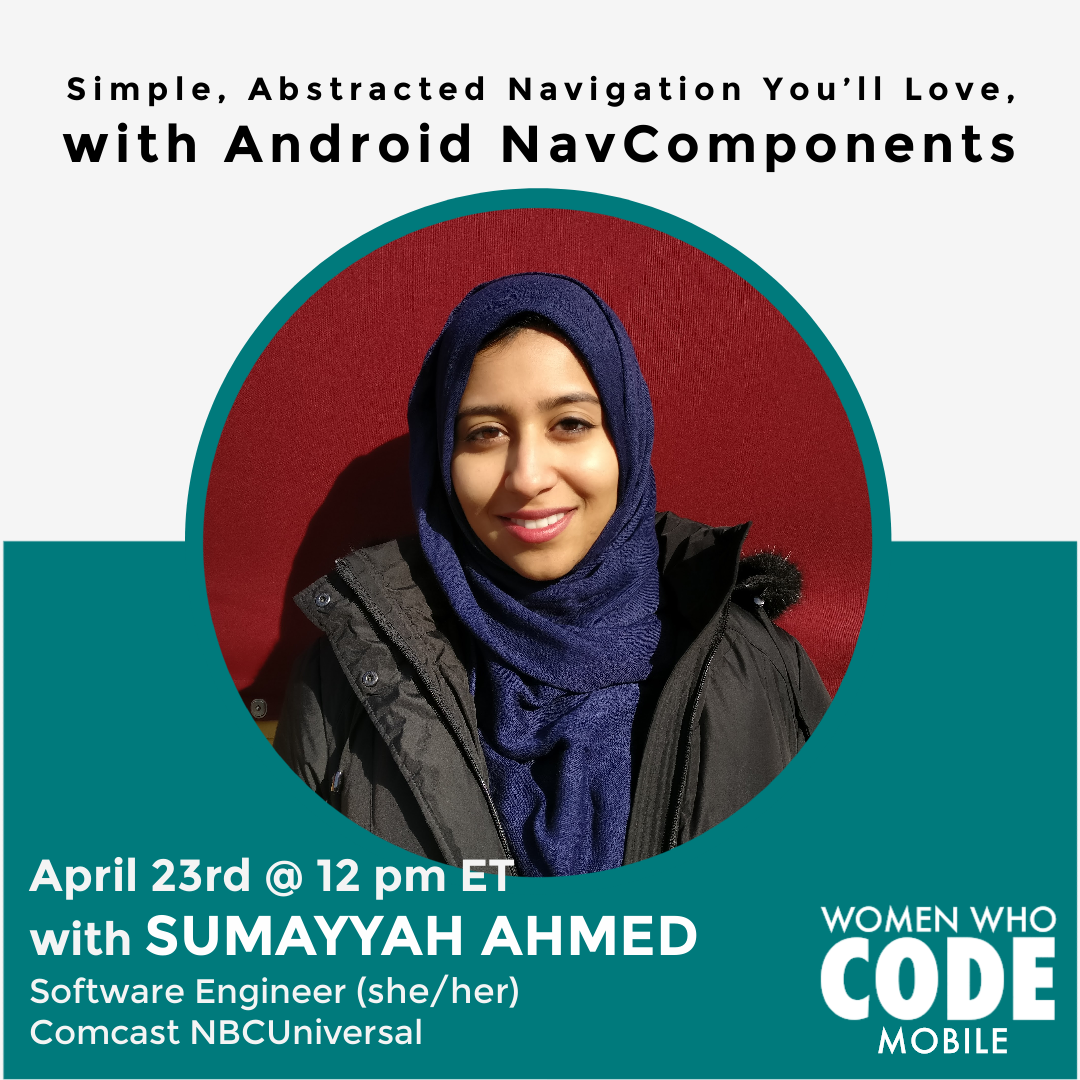 Simple, Abstracted Navigation You’ll Love,
with Android NavComponents
April 23rd @ 12 pm ET
with SUMAYYAH AHMED
Software Engineer (she/her)
Comcast NBCUniversal
WOMEN WHO
CODE
MOBILE